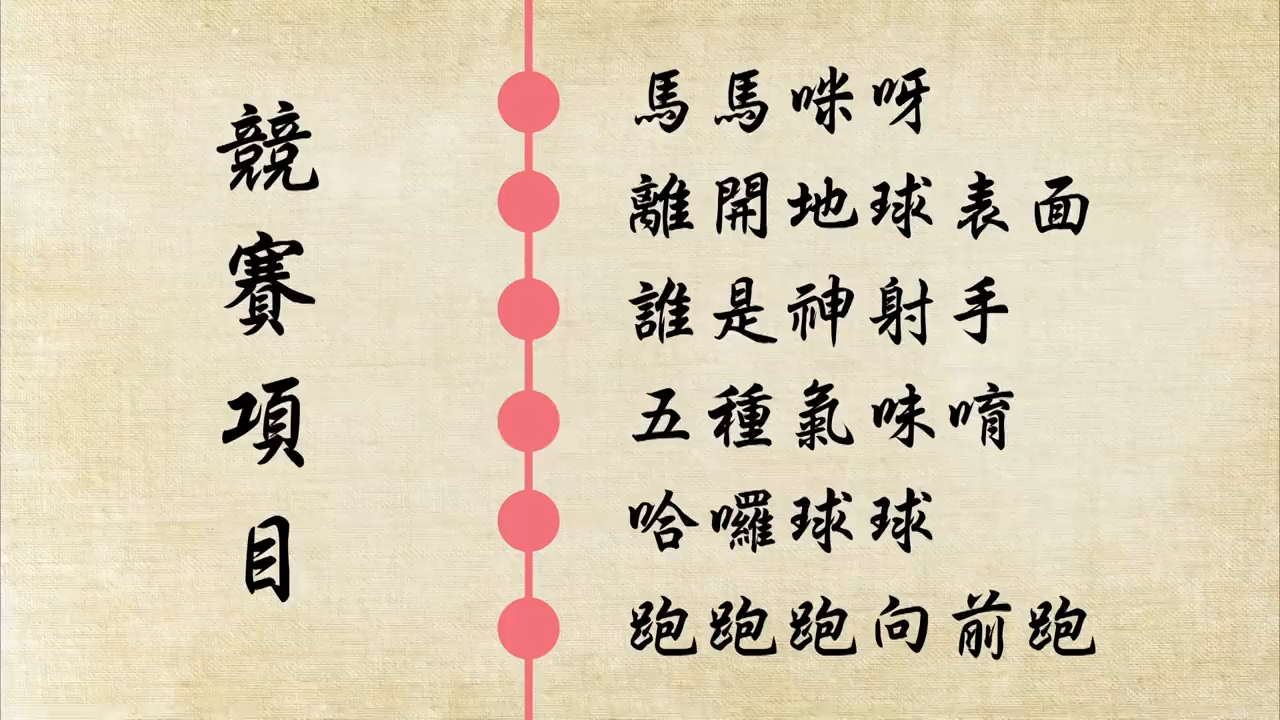 競賽項目
馬馬咪呀
離開地球表面
誰是神射手
五種氣味唷
哈囉球球
跑跑跑向前跑